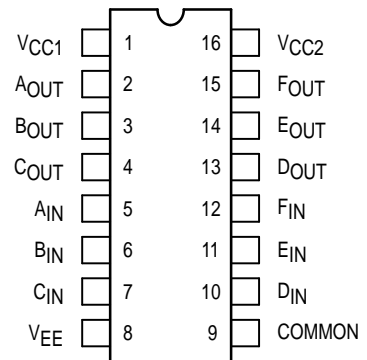 VCC1 1 16 VCC2
AOUT 2 15 FOUT
BOUT 3 14 EOUT
COUT 4 13 DOUT
AIN 5 12 FIN
BIN 6 11 EIN
CIN 7 10 DIN
VEE 8 9 COMMON